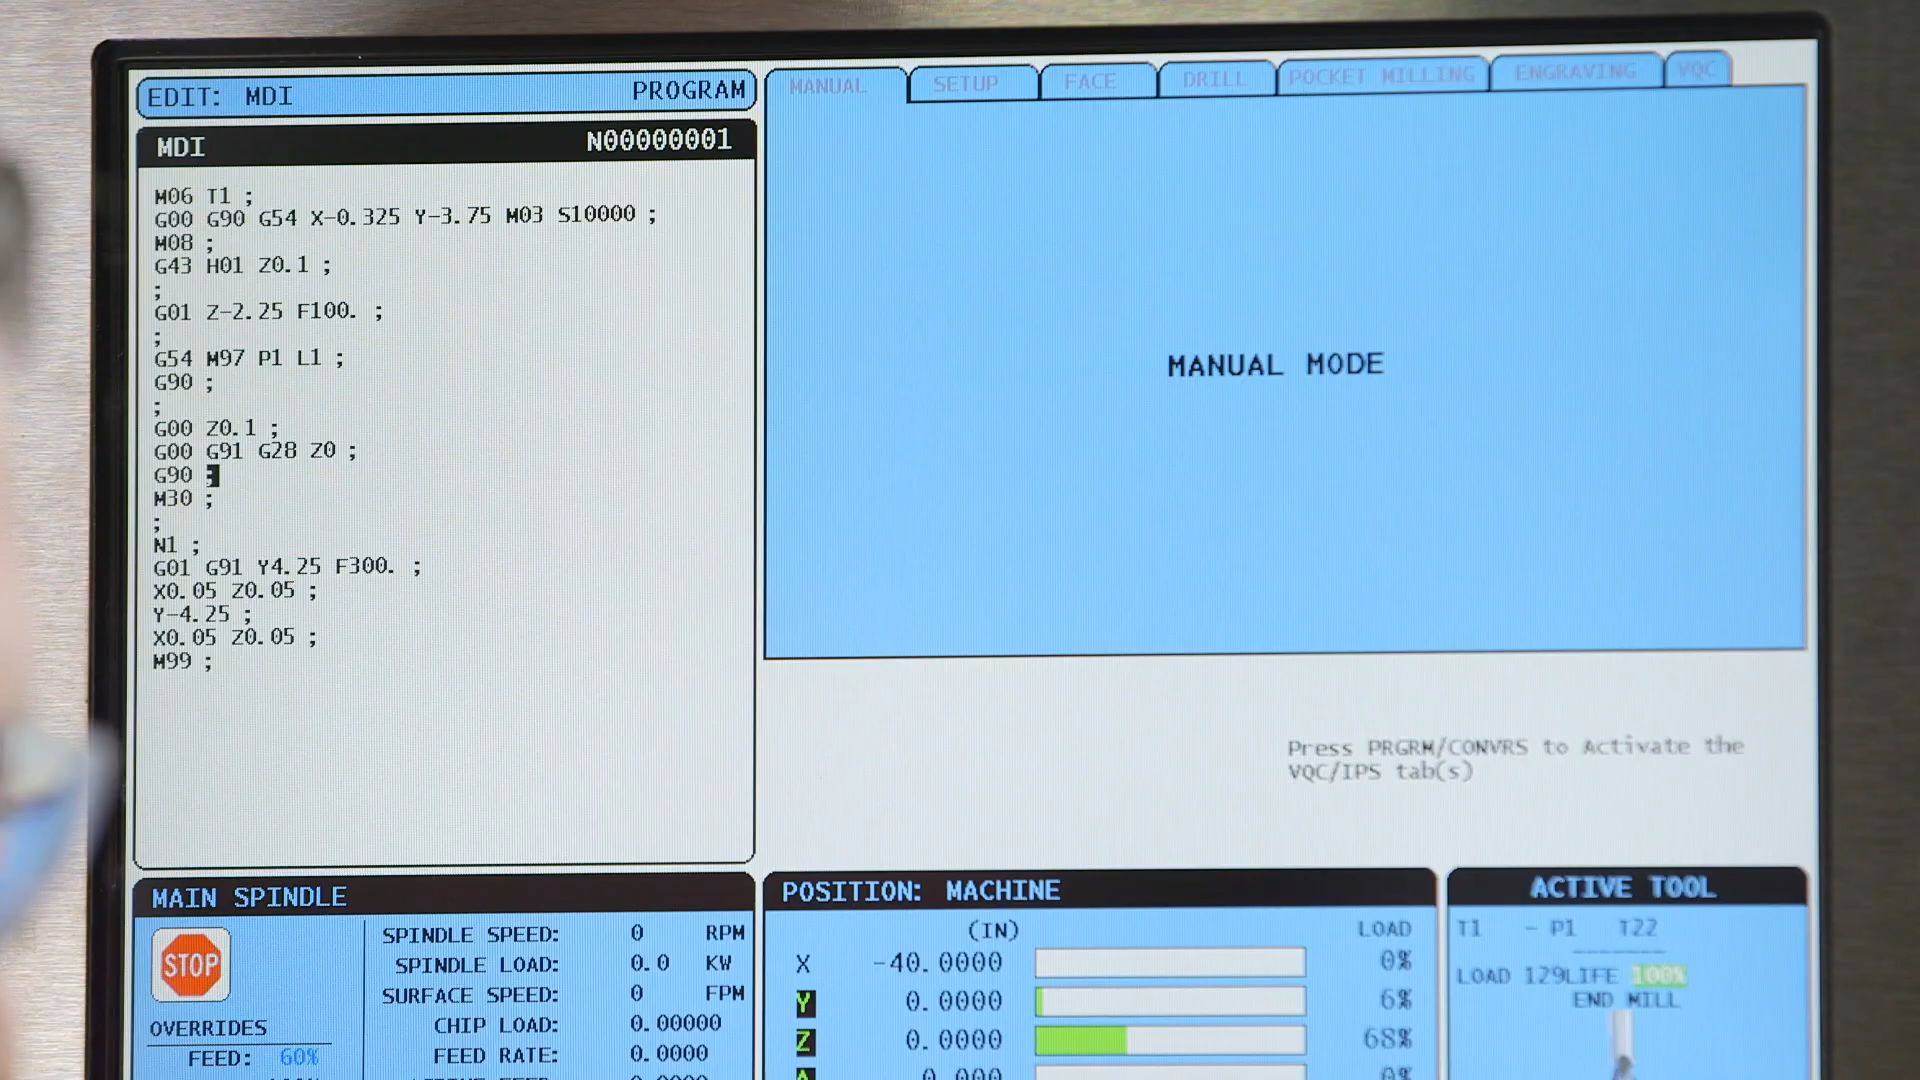 EDIT: MDI PROGRAM
MDI N00000001
M06 T1 ;
G00 G90 G54 X-0.325 Y-3.75 M03 S10000 ;
M08 ;
G43 H01 Z0.1 ;
;
G01 Z-2.25 F100. ;
;
G54 M97 P1 L1 ;
G90 ;
;
G00 Z0.1 ;
G00 G91 G28 Z0 ;
G90 ;
M30 ;
;
N1 ;
G01 G91 Y4.25 F300. ;
X0.05 Z0.05 ;
Y-4.25 ;
X0.05 Z0.05 ;
M99 ;
MANUAL SETUP FACE DRILL POCKET MILLING ENGRAVING VQC
MANUAL MODE
Press PRGRM/CONVRS to Activate the
VQC/IPS tab(s)
MAIN SPINDLE
STOP
OVERRIDES
FEED: 60%
SPINDLE SPEED: 0 RPM
SPINDLE LOAD: 0.0 KW
SURFACE SPEED: 0 FPM
CHIP LOAD: 0.00000
FEED RATE: 0.0000
POSITION: MACHINE
(IN) LOAD
X -40.0000 0%
Y 0.0000 6%
Z 0.0000 68%
ACTIVE TOOL
T1 - P1 T22
LOAD 129LIFE 100%
END MILL